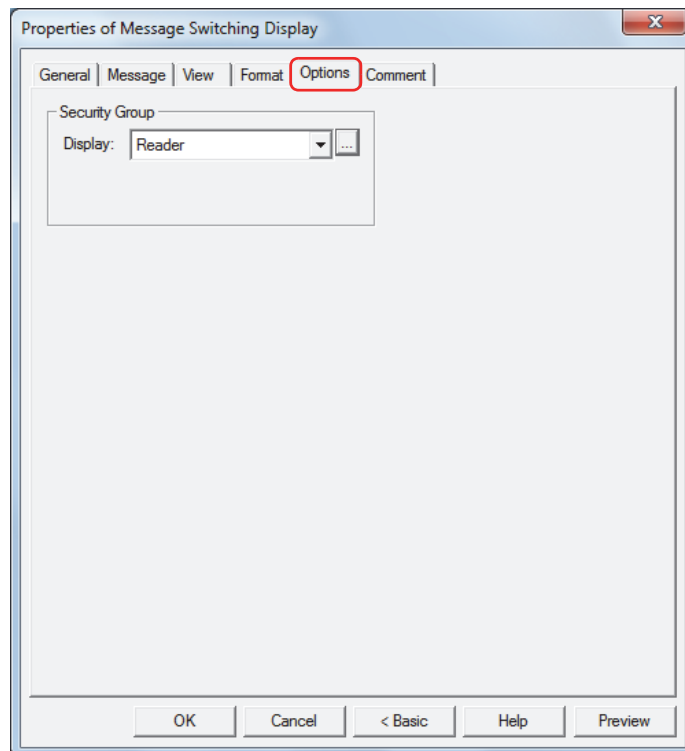 Properties of Message Switching Display
X
General Message View Format Options Comment
Security Group
Display: Reader ...
OK Cancel < Basic Help Preview